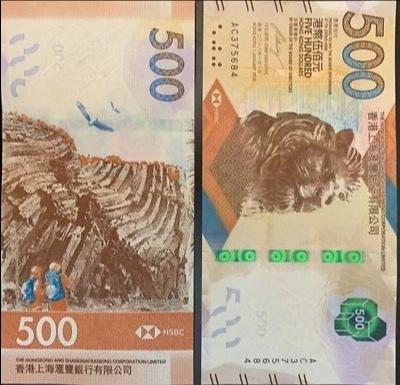 500
500
HSBC
THE HONGKONG AND SHANGHAI BANKING CORPORATION LIMITED
香港上海滙豐銀行有限公司
500
AC375684
港幣伍佰元
FIVE HUNDRED
HONG KONG DOLLARS
HSBC
THE HONGKONG AND SHANGHAI BANKING CORPORATION LIMITED
香港上海滙豐銀行有限公司
500
500
AC375684